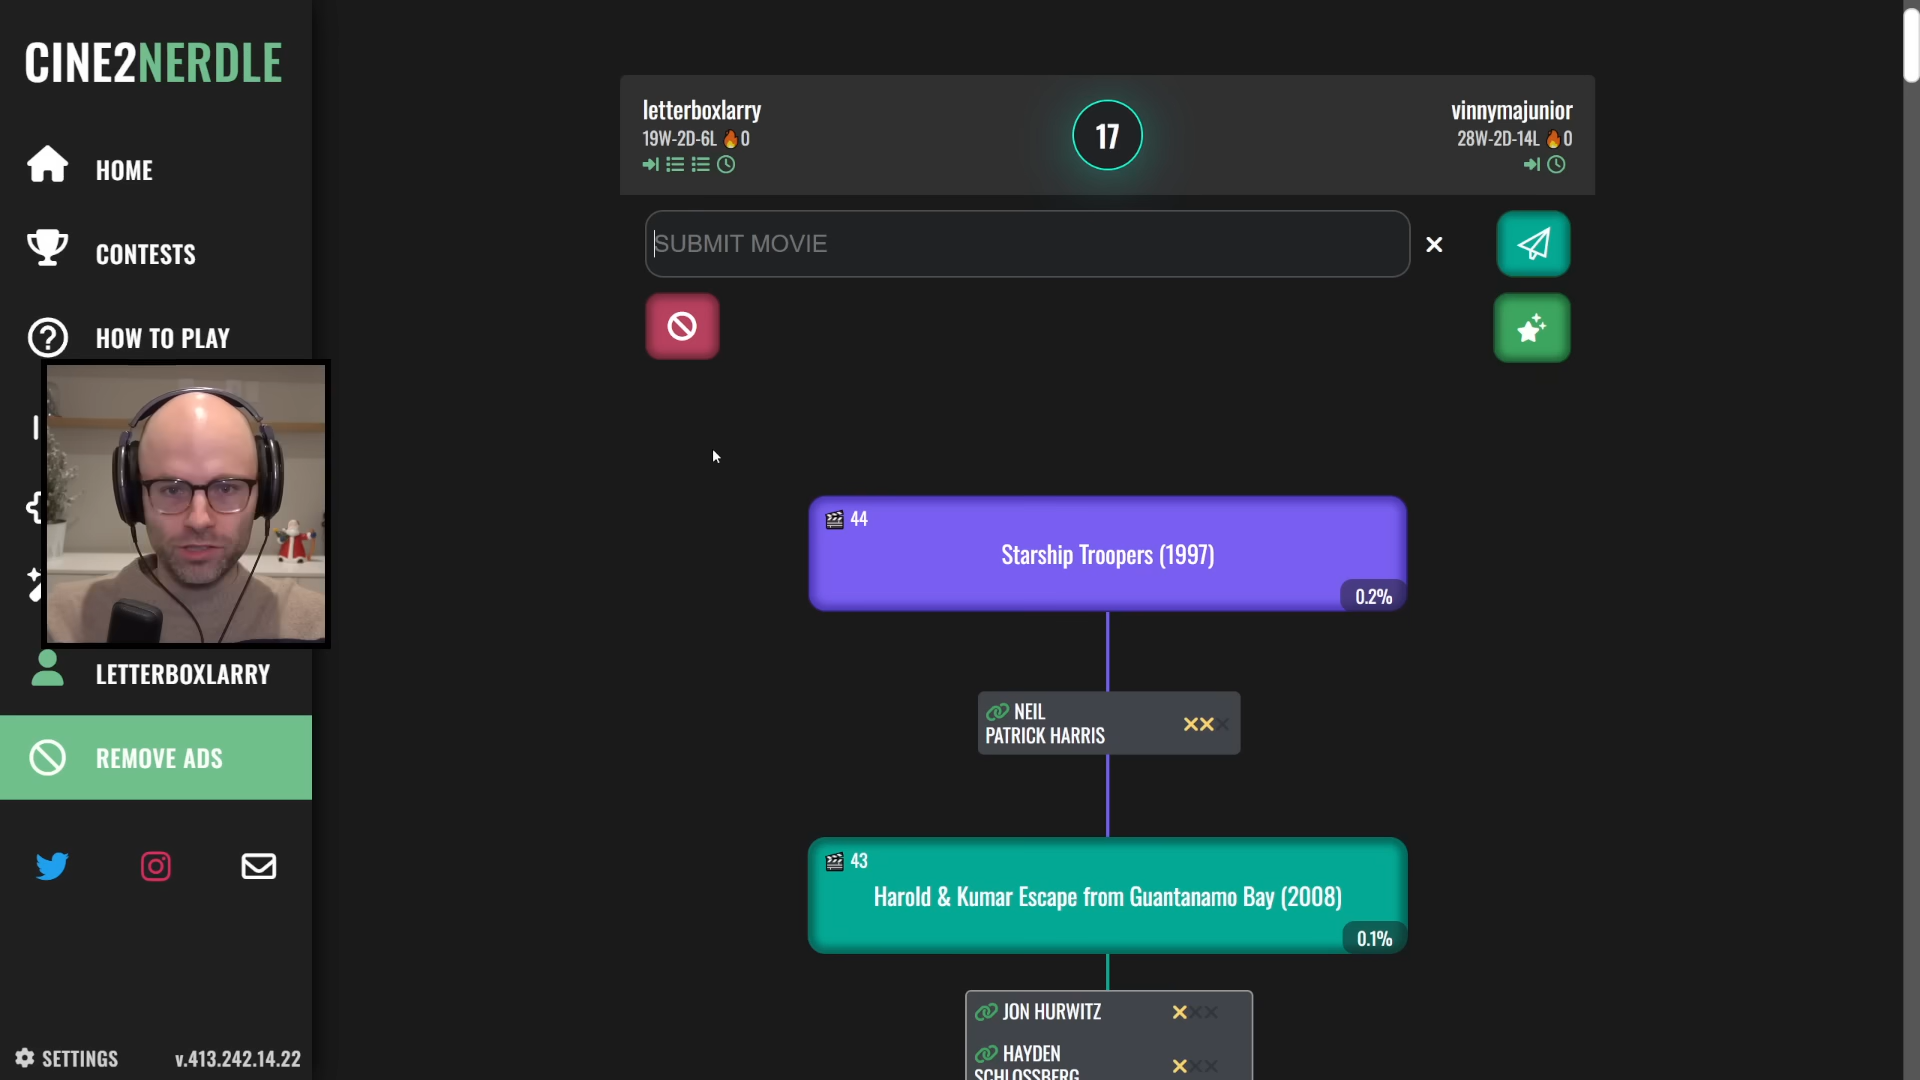 CINE2NERDLE
HOME
CONTESTS
HOW TO PLAY
LETTERBOXLARRY
REMOVE ADS
SETTINGS
v.413.242.14.22
letterboxlarry
19W-2D-6L 🔥0
17
vinnymajunior
28W-2D-14L 🔥0
SUBMIT MOVIE
44
Starship Troopers (1997)
0.2%
NEIL
PATRICK HARRIS
43
Harold & Kumar Escape from Guantanamo Bay (2008)
0.1%
JON HURWITZ
HAYDEN
SCHLOSSBERG